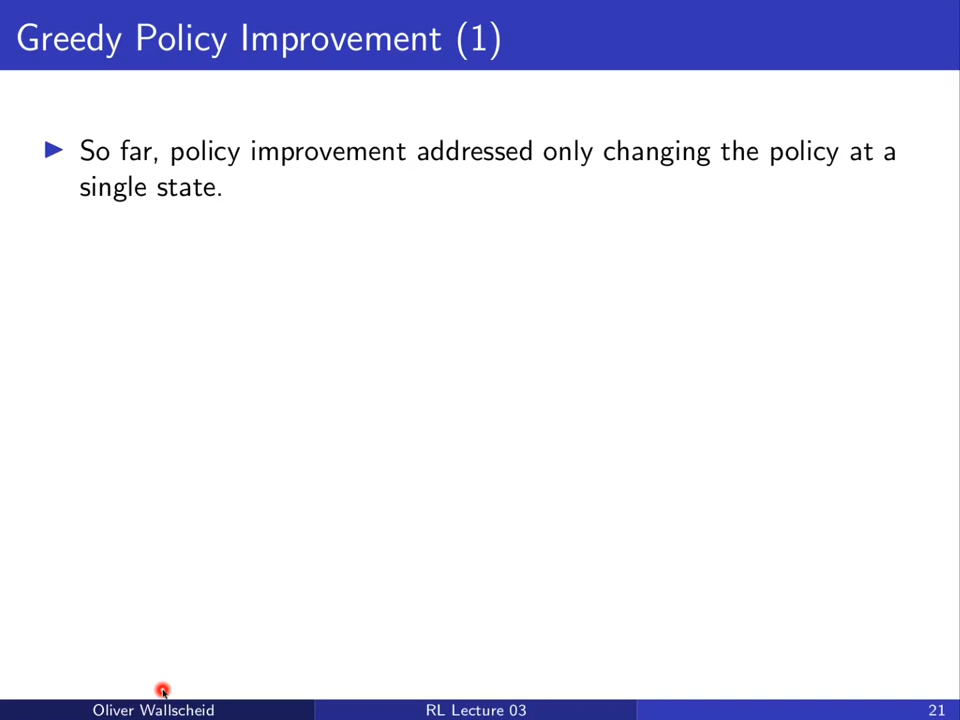 Greedy Policy Improvement (1)
So far, policy improvement addressed only changing the policy at a
single state.
Oliver Wallscheid
RL Lecture 03
21